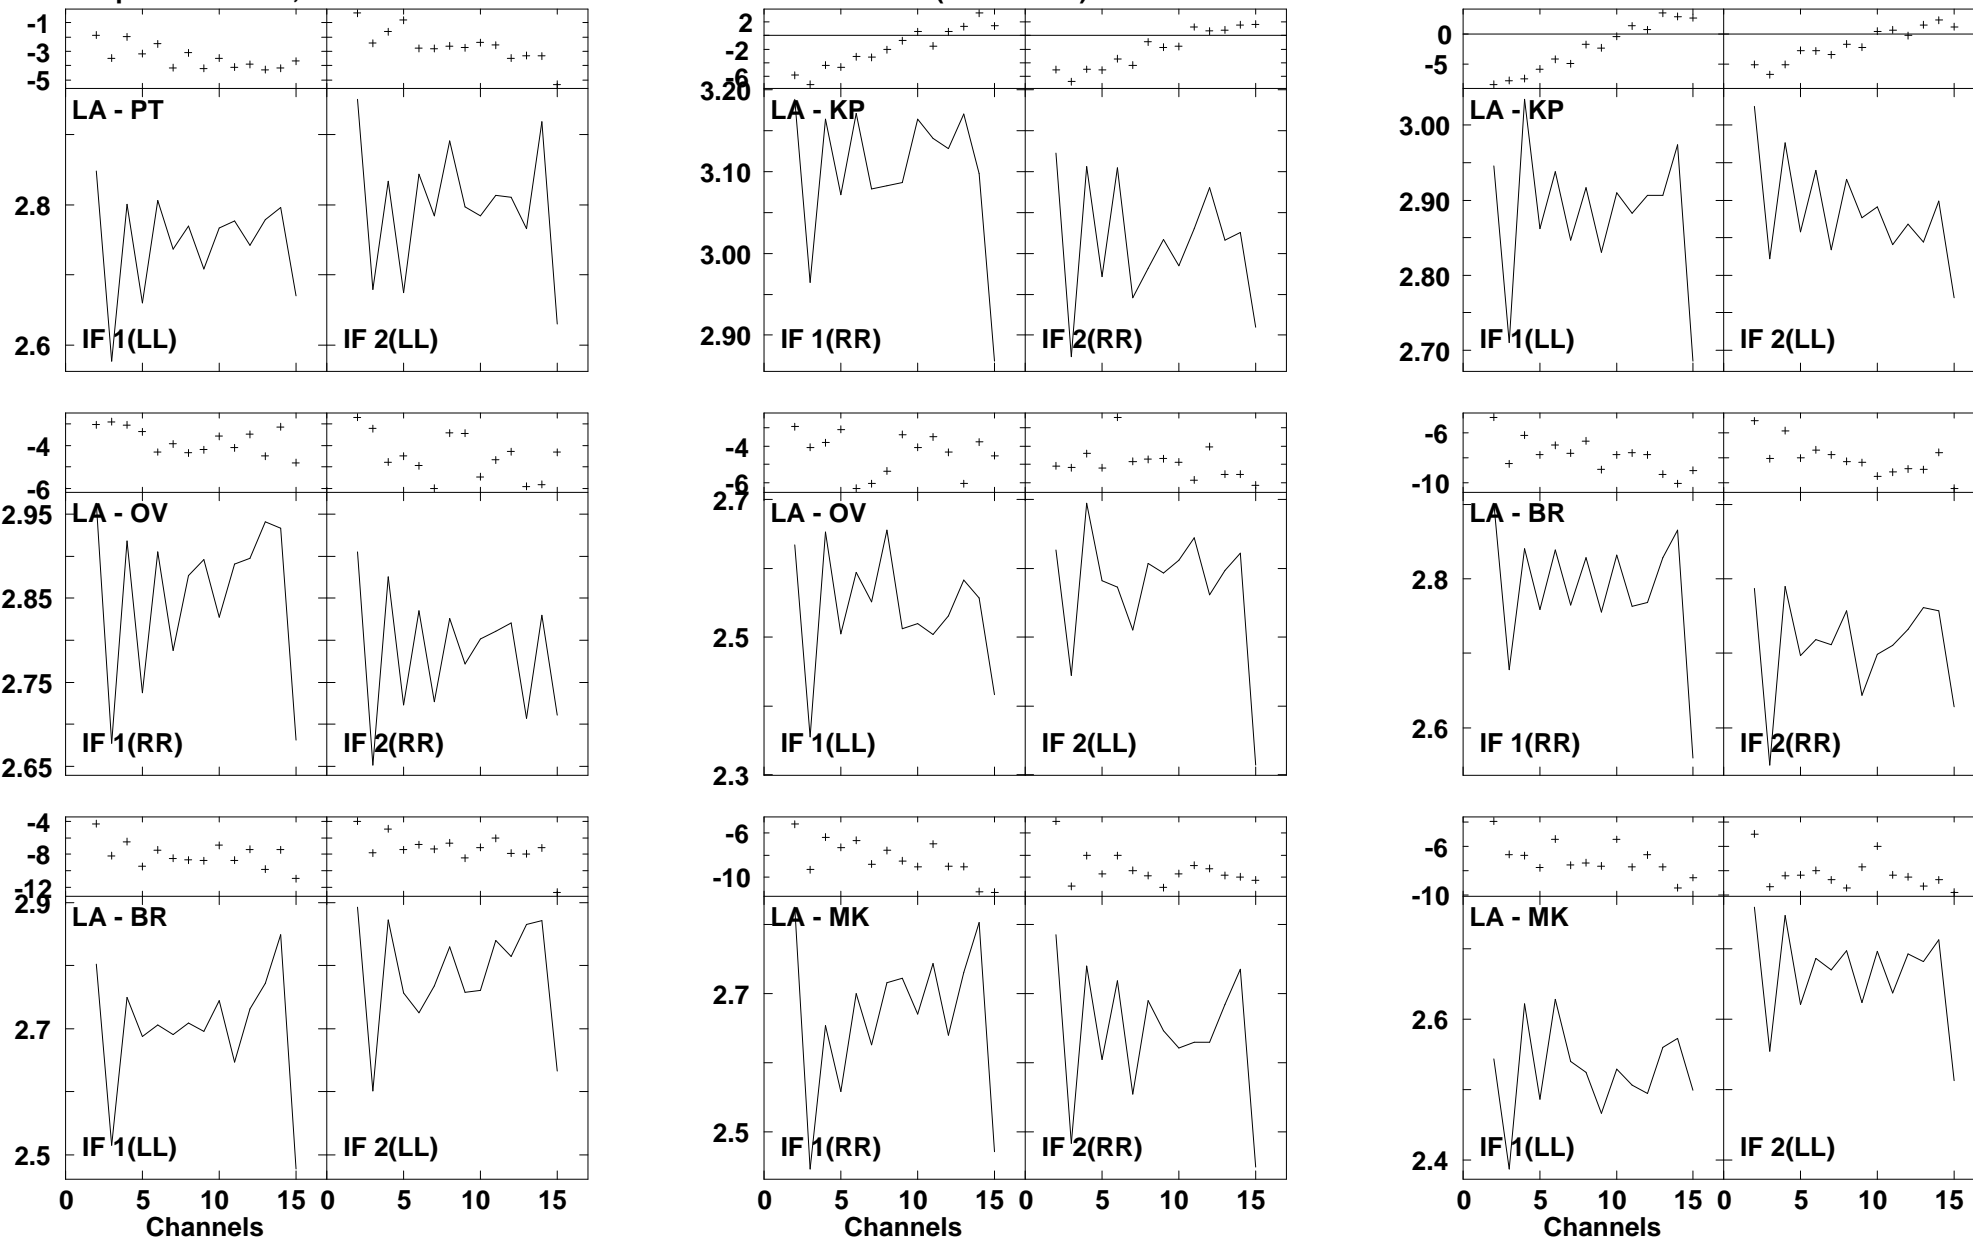 -1
-3
-5
LA - PT
2.8
2.6
IF 1(LL)
IF 2(LL)
2
-2
-6
3.20
LA - KP
3.10
3.00
2.90
IF 1(RR)
IF 2(RR)
0
-5
LA - KP
3.00
2.90
2.80
2.70
IF 1(LL)
IF 2(LL)
-4
-6
2.95
LA - OV
2.85
2.75
2.65
IF 1(RR)
IF 2(RR)
-4
-6
2.7
LA - OV
2.5
2.3
IF 1(LL)
IF 2(LL)
-6
-10
LA - BR
2.8
2.6
IF 1(RR)
IF 2(RR)
-4
-8
-12
2.9
LA - BR
2.7
2.5
IF 1(LL)
IF 2(LL)
0 5 10 15 0 5 10 15
Channels
-6
-10
LA - MK
2.7
2.5
IF 1(RR)
IF 2(RR)
0 5 10 15 0 5 10 15
Channels
-6
-10
LA - MK
2.6
2.4
IF 1(LL)
IF 2(LL)
0 5 10 15 0 5 10 15
Channels